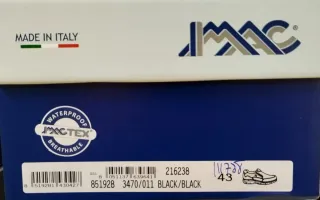 MADE IN ITALY
IMAC
WATERPROOF
IMAC-TEX
BREATHABLE
216238
851928 3470/011 BLACK/BLACK
43